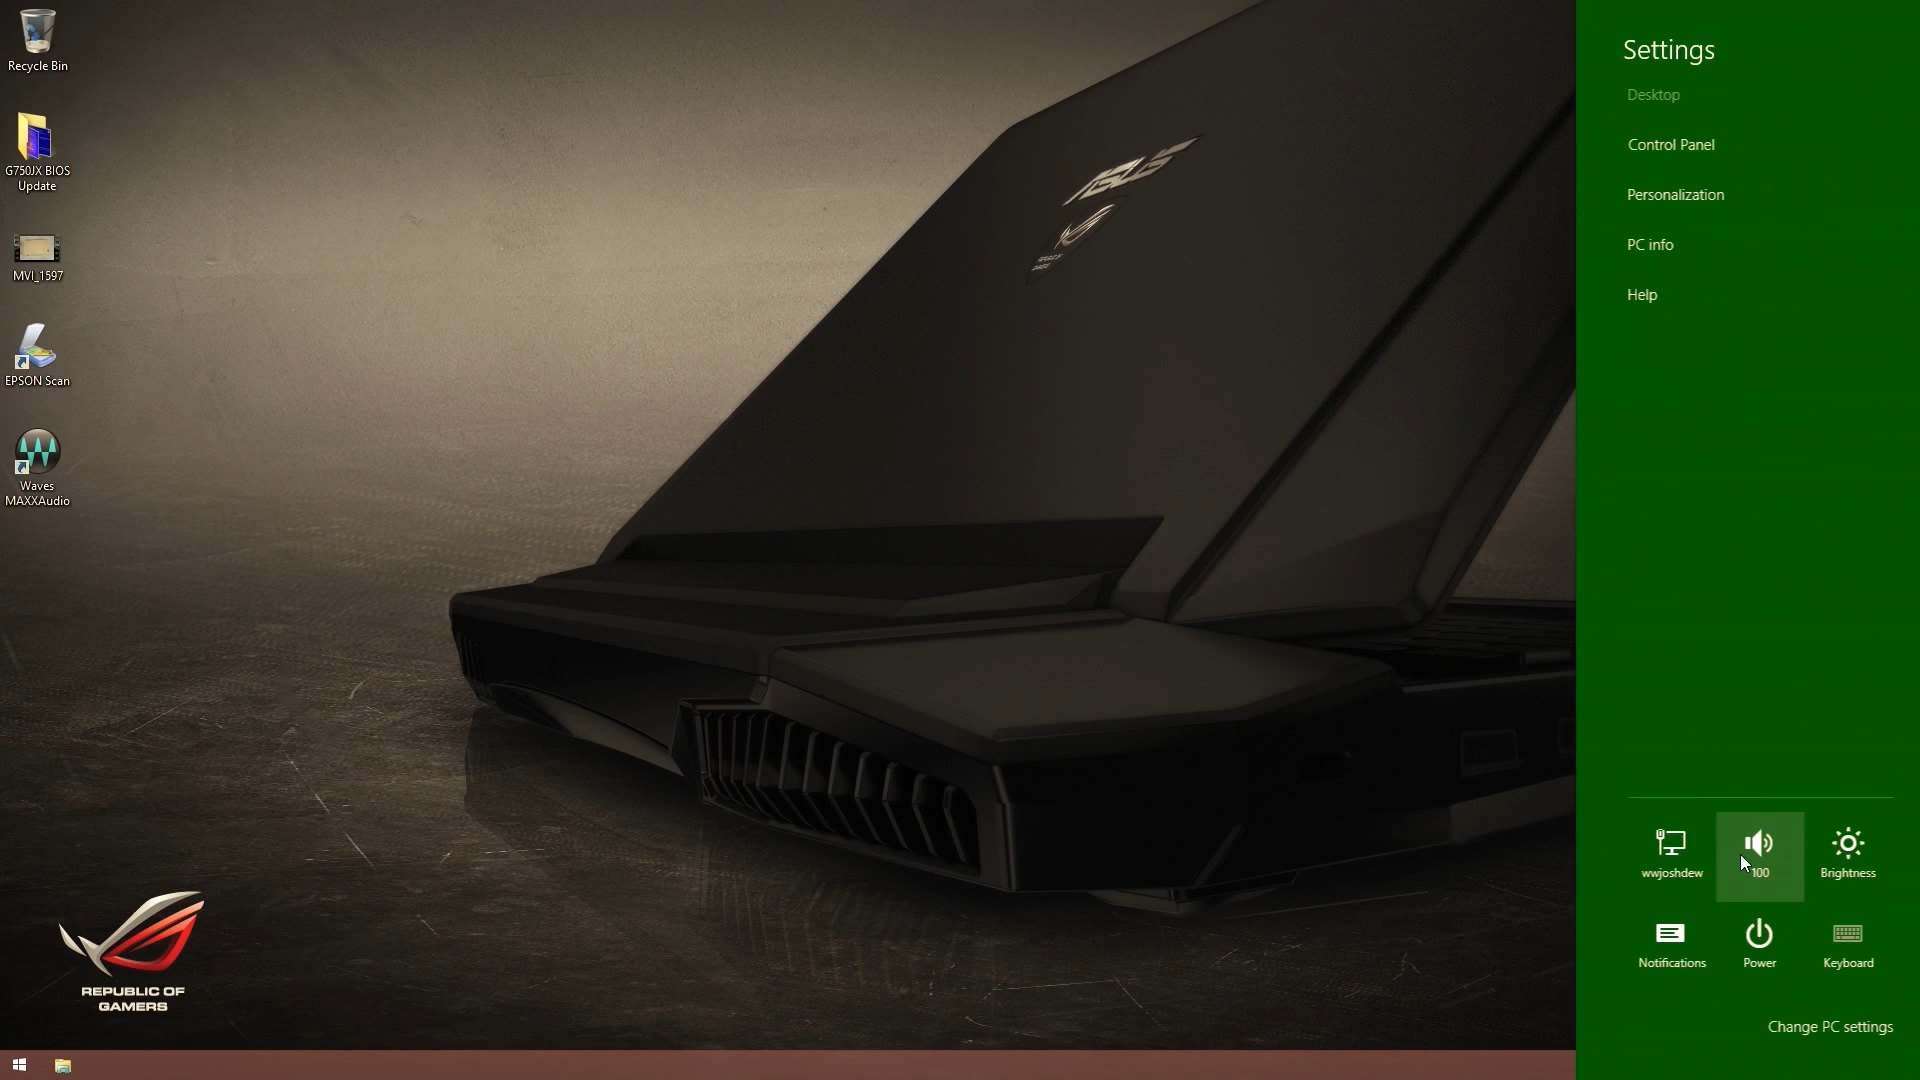 Recycle Bin
G750JX BIOS
Update
MVI_1597
EPSON Scan
Waves
MAXXAudio
ASUS
REPUBLIC OF
GAMERS
Settings
Desktop
Control Panel
Personalization
PC info
Help
wwjoshdew
100
Brightness
Notifications
Power
Keyboard
Change PC settings